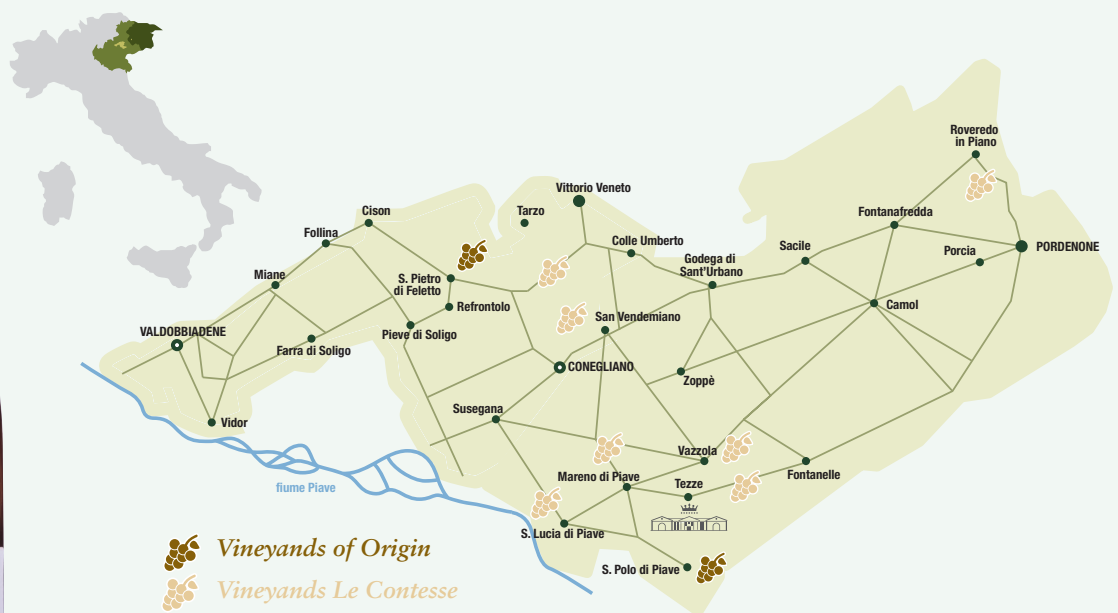 Roveredo
in Piano
Vittorio Veneto
Cison
Tarzo
Fontanafredda
Follina
Colle Umberto
Sacile
PORDENONE
Porcia
Godega di
Sant'Urbano
Miane
S. Pietro
di Feletto
Refrontolo
Camol
San Vendemiano
VALDOBBIADENE
Pieve di Soligo
Farra di Soligo
CONEGLIANO
Zoppè
Susegana
Vidor
Vazzola
Mareno di Piave
Tezze
Fontanelle
fiume Piave
S. Lucia di Piave
S. Polo di Piave
Vineyands of Origin
Vineyands Le Contesse